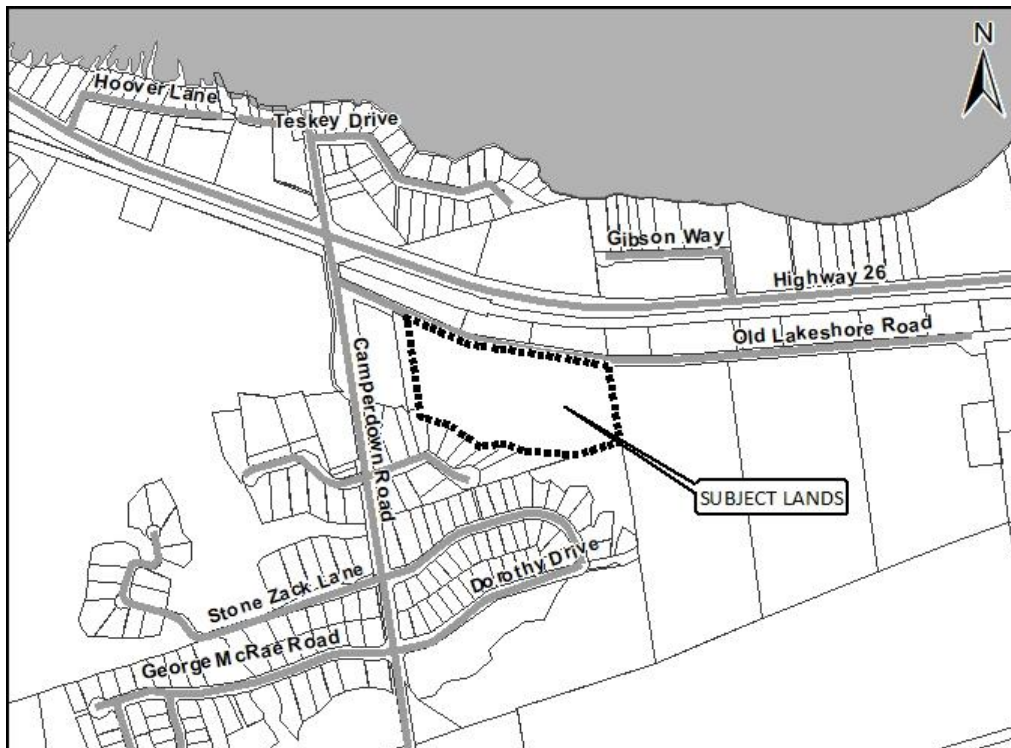 N
Hoover Lane
Teskey Drive
Gibson Way
Highway 26
Old Lakeshore Road
Camperdown Road
SUBJECT LANDS
Stone Zack Lane
Dorothy Drive
George McRae Road